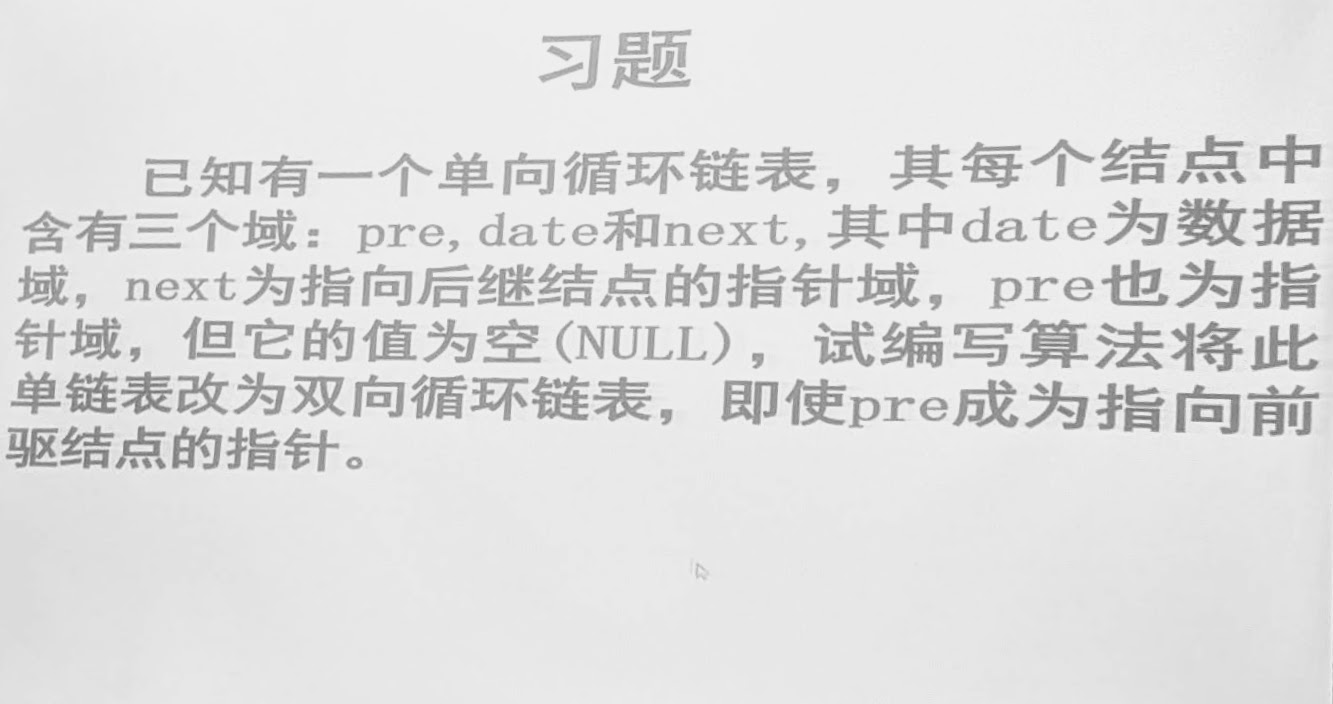 习题
已知有一个单向循环链表，其每个结点中
含有三个域：pre,date和next,其中date为数据
域，next为指向后继结点的指针域，pre也为指
针域，但它的值为空(NULL)，试编写算法将此
单链表改为双向循环链表，即使pre成为指向前
驱结点的指针。